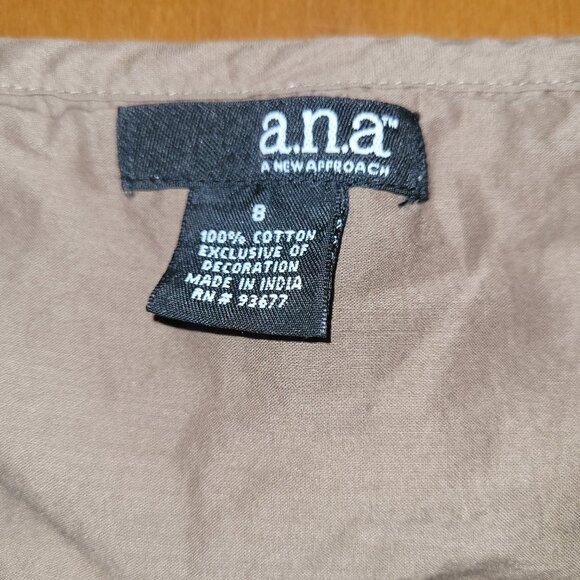 a.n.a™
A NEW APPROACH
8
100% COTTON
EXCLUSIVE OF
DECORATION
MADE IN INDIA
RN # 93677